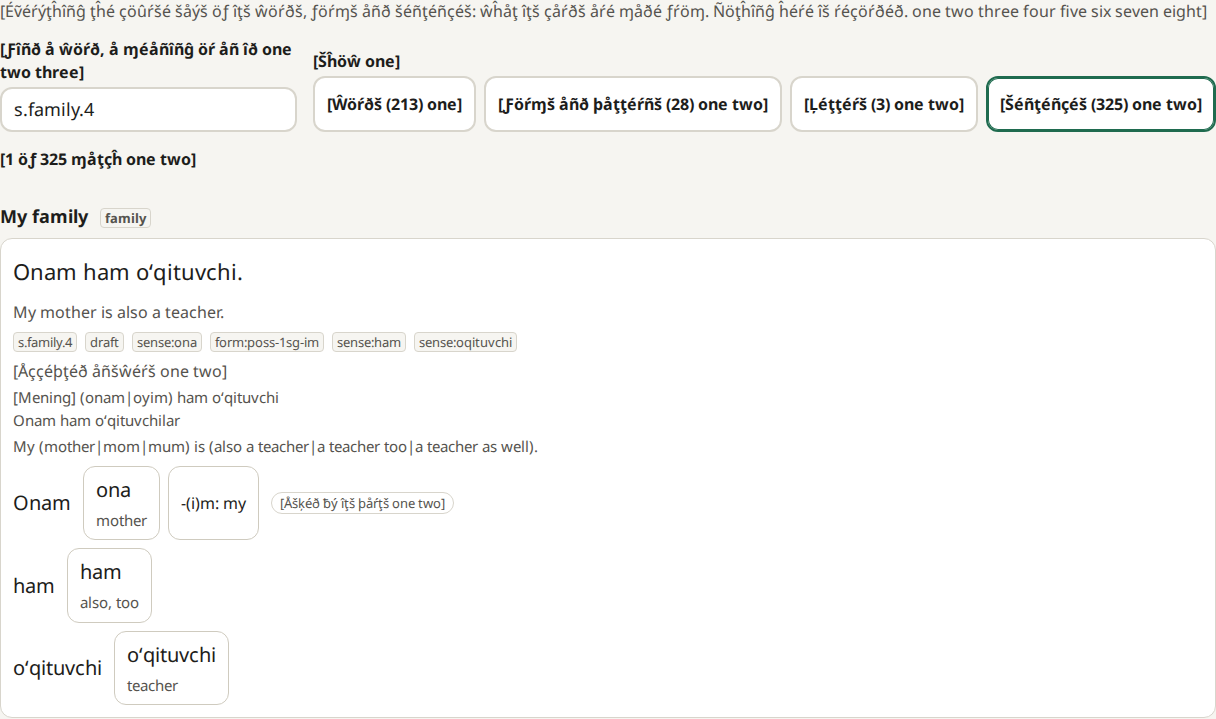 [Éṽéŕýţĥîñĝ ţĥé çöûŕšé šåýš öƒ îţš ŵöŕðš, ƒöŕɱš åñð šéñţéñçéš: ŵĥåţ îţš çåŕðš åŕé ɱåðé ƒŕöɱ. Ñöţĥîñĝ ĥéŕé îš ŕéçöŕðéð. one two three four five six seven eight]
[Ƒîñð å ŵöŕð, å ɱéåñîñĝ öŕ åñ îð one two three]
s.family.4
[Šĥöŵ one]
[Ŵöŕðš (213) one]
[Ƒöŕɱš åñð þåţţéŕñš (28) one two]
[Ļéţţéŕš (3) one two]
[Šéñţéñçéš (325) one two]
[1 öƒ 325 ɱåţçĥ one two]
My family family
Onam ham oʻqituvchi.
My mother is also a teacher.
s.family.4 draft sense:ona form:poss-1sg-im sense:ham sense:oqituvchi
[Åççéþţéð åñšŵéŕš one two]
[Mening] (onam|oyim) ham oʻqituvchi
Onam ham oʻqituvchilar
My (mother|mom|mum) is (also a teacher|a teacher too|a teacher as well).
Onam
ona
mother
-(i)m: my
[Åšķéð ƀý îţš þåŕţš one two]
ham
ham
also, too
oʻqituvchi
oʻqituvchi
teacher